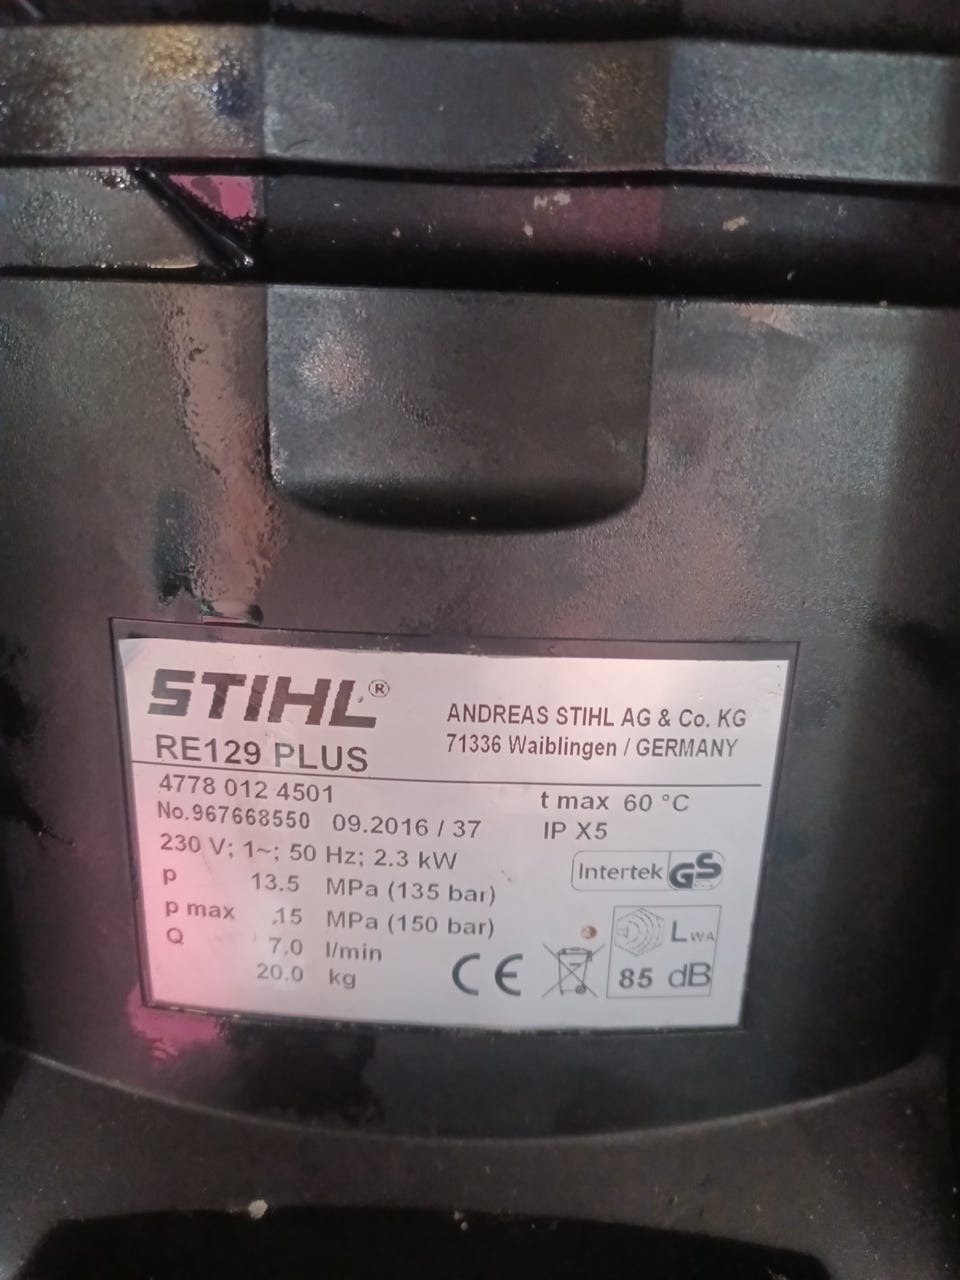 STIHL®
RE129 PLUS
ANDREAS STIHL AG & Co. KG
71336 Waiblingen / GERMANY
4778 012 4501
No.967668550 09.2016 / 37
230 V; 1~; 50 Hz; 2.3 kW
p 13.5 MPa (135 bar)
p max 15 MPa (150 bar)
Q 7.0 l/min
20.0 kg
t max 60 °C
IP X5
Intertek GS
CE
LWA
85 dB